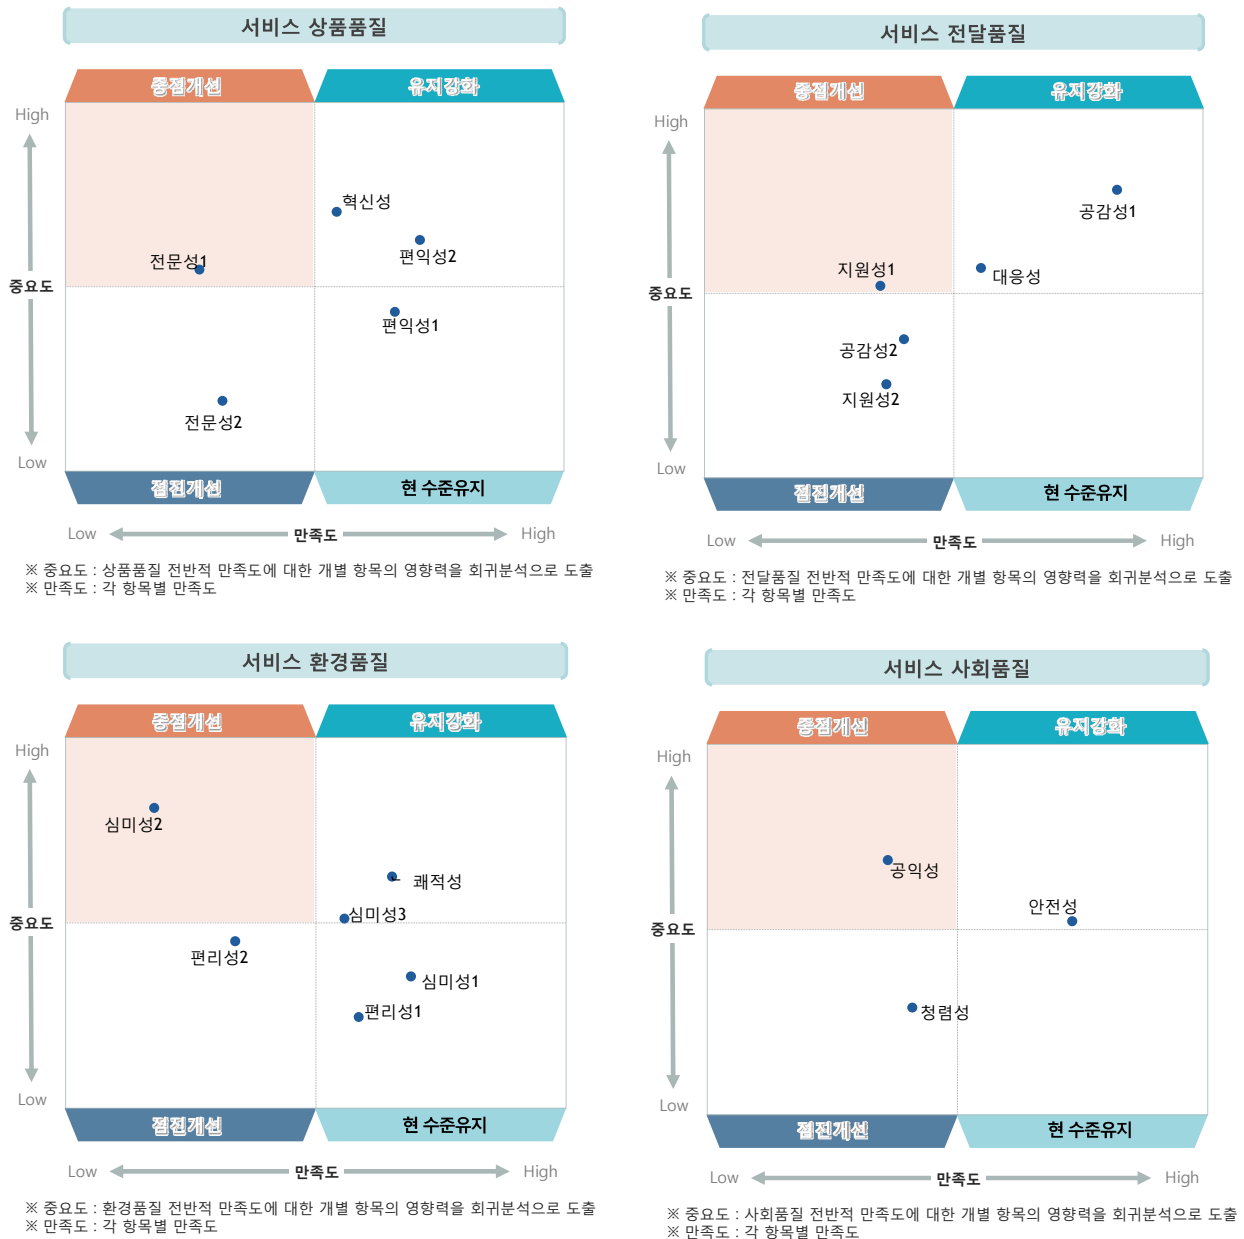 서비스 상품품질
중점개선
유지강화
High
혁신성
편익성2
전문성1
중요도
편익성1
전문성2
Low
점진개선
현 수준유지
Low
만족도
High
※ 중요도 : 상품품질 전반적 만족도에 대한 개별 항목의 영향력을 회귀분석으로 도출
※ 만족도 : 각 항목별 만족도
서비스 전달품질
중점개선
유지강화
High
공감성1
지원성1
대응성
중요도
공감성2
지원성2
Low
점진개선
현 수준유지
Low
만족도
High
※ 중요도 : 전달품질 전반적 만족도에 대한 개별 항목의 영향력을 회귀분석으로 도출
※ 만족도 : 각 항목별 만족도
서비스 환경품질
중점개선
유지강화
High
심미성2
쾌적성
심미성3
중요도
편리성2
심미성1
편리성1
Low
점진개선
현 수준유지
Low
만족도
High
※ 중요도 : 환경품질 전반적 만족도에 대한 개별 항목의 영향력을 회귀분석으로 도출
※ 만족도 : 각 항목별 만족도
서비스 사회품질
중점개선
유지강화
High
공익성
안전성
중요도
청렴성
Low
점진개선
현 수준유지
Low
만족도
High
※ 중요도 : 사회품질 전반적 만족도에 대한 개별 항목의 영향력을 회귀분석으로 도출
※ 만족도 : 각 항목별 만족도